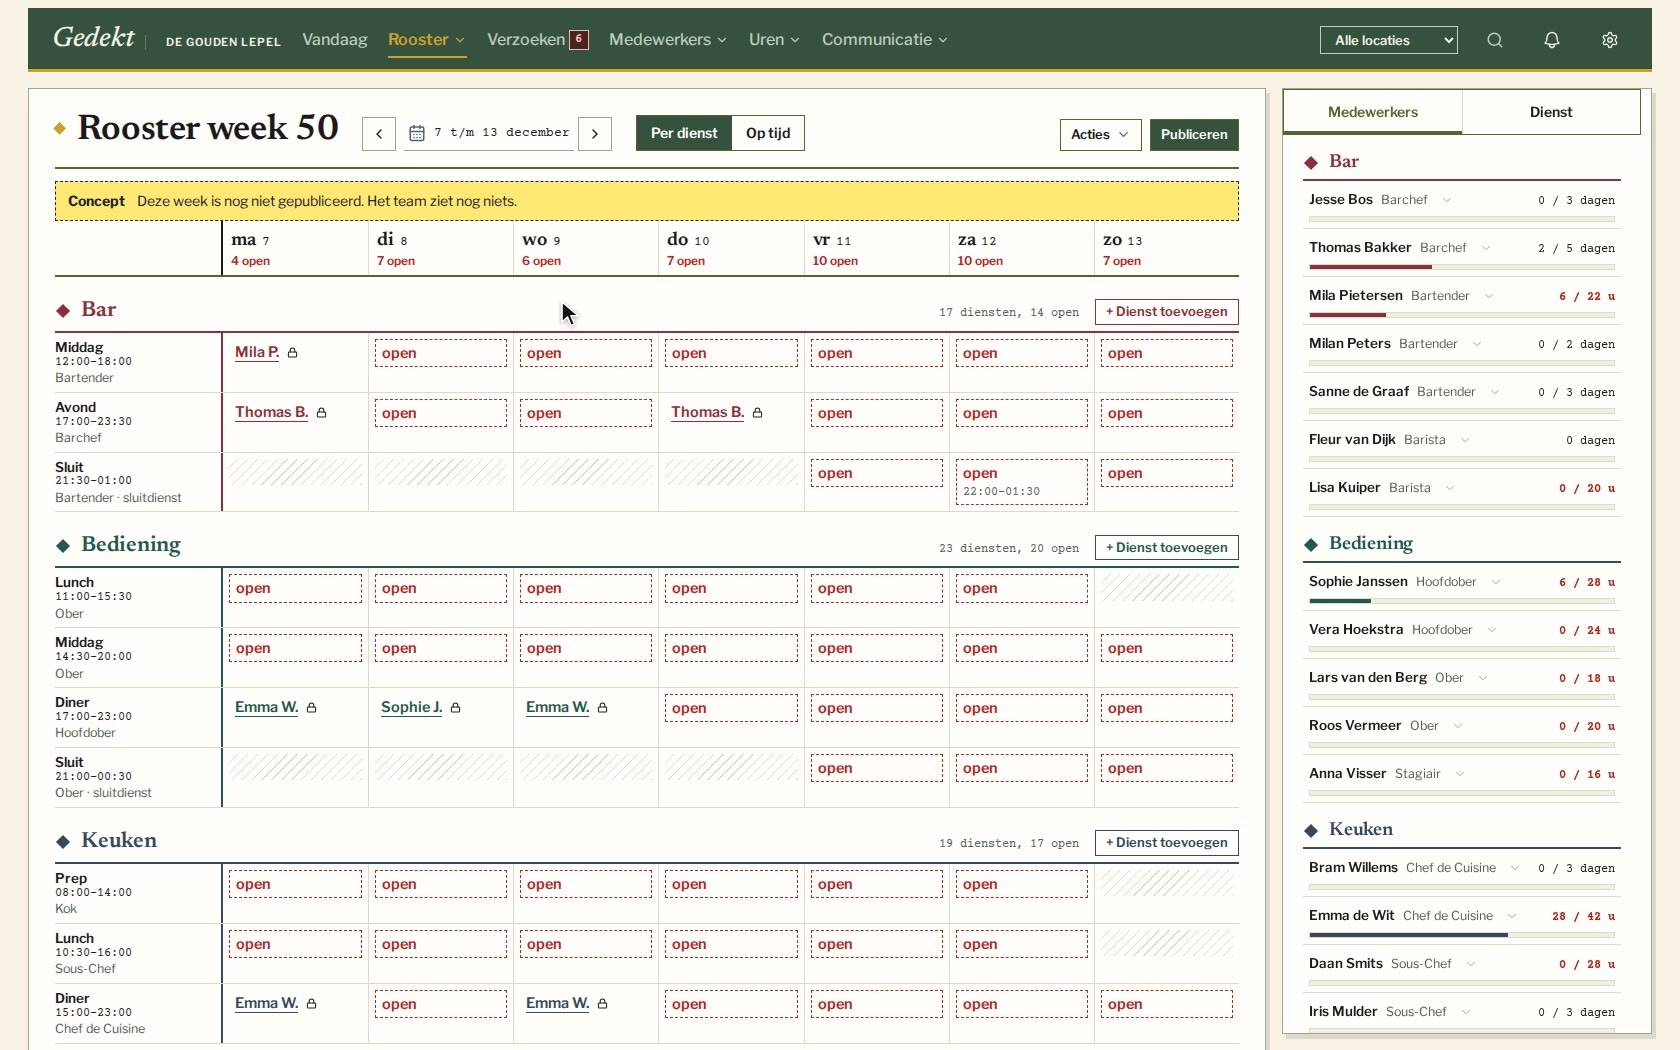 Gedekt DE GOUDEN LEPEL Vandaag Rooster Verzoeken 6 Medewerkers Uren Communicatie Alle locaties
Rooster week 50 7 t/m 13 december Per dienst Op tijd Acties Publiceren
Concept Deze week is nog niet gepubliceerd. Het team ziet nog niets.
ma 7 di 8 wo 9 do 10 vr 11 za 12 zo 13
4 open 7 open 6 open 7 open 10 open 10 open 7 open
Bar 17 diensten, 14 open + Dienst toevoegen
Middag Mila P. open open open open open open
12:00-18:00
Bartender
Avond Thomas B. open open Thomas B. open open open
17:00-23:30
Barchef
Sluit open open open
21:30-01:00 22:00-01:30
Bartender · sluitdienst
Bediening 23 diensten, 20 open + Dienst toevoegen
Lunch open open open open open open
11:00-15:30
Ober
Middag open open open open open open open
14:30-20:00
Ober
Diner Emma W. Sophie J. Emma W. open open open open
17:00-23:00
Hoofdober
Sluit open open open
21:00-00:30
Ober · sluitdienst
Keuken 19 diensten, 17 open + Dienst toevoegen
Prep open open open open open open
08:00-14:00
Kok
Lunch open open open open open open
10:30-16:00
Sous-Chef
Diner Emma W. open Emma W. open open open open
15:00-23:00
Chef de Cuisine
Medewerkers Dienst
Bar
Jesse Bos Barchef 0 / 3 dagen
Thomas Bakker Barchef 2 / 5 dagen
Mila Pietersen Bartender 6 / 22 u
Milan Peters Bartender 0 / 2 dagen
Sanne de Graaf Bartender 0 / 3 dagen
Fleur van Dijk Barista 0 dagen
Lisa Kuiper Barista 0 / 20 u
Bediening
Sophie Janssen Hoofdober 6 / 28 u
Vera Hoekstra Hoofdober 0 / 24 u
Lars van den Berg Ober 0 / 18 u
Roos Vermeer Ober 0 / 20 u
Anna Visser Stagiair 0 / 16 u
Keuken
Bram Willems Chef de Cuisine 0 / 3 dagen
Emma de Wit Chef de Cuisine 28 / 42 u
Daan Smits Sous-Chef 0 / 28 u
Iris Mulder Sous-Chef 0 / 3 dagen